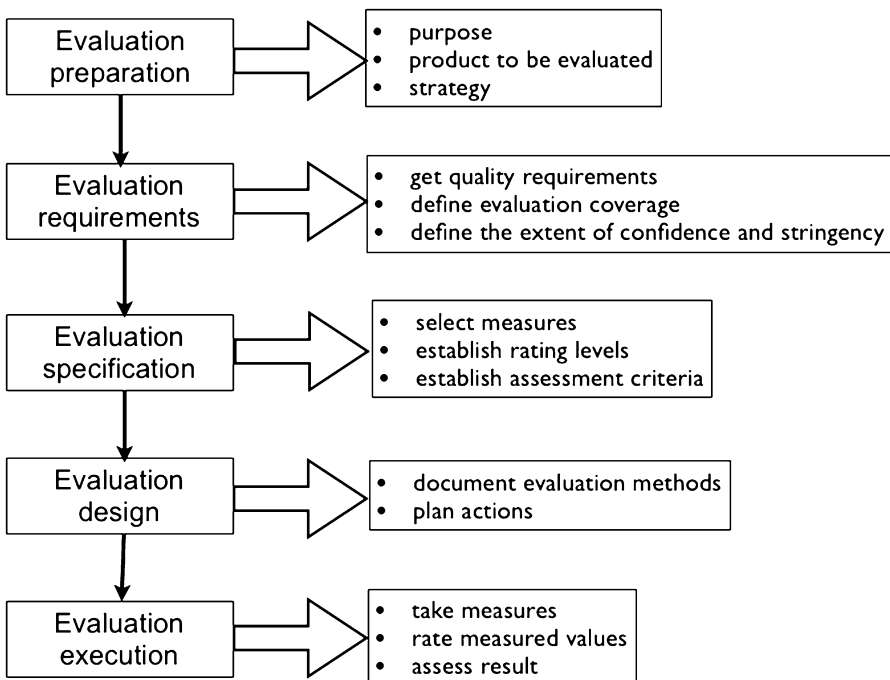 Evaluation
preparation
• purpose
• product to be evaluated
• strategy
Evaluation
requirements
• get quality requirements
• define evaluation coverage
• define the extent of confidence and stringency
Evaluation
specification
• select measures
• establish rating levels
• establish assessment criteria
Evaluation
design
• document evaluation methods
• plan actions
Evaluation
execution
• take measures
• rate measured values
• assess result